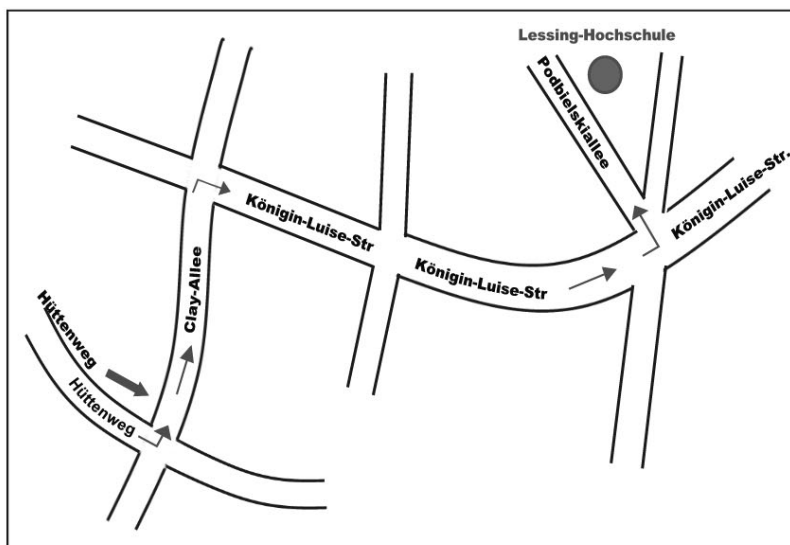 Lessing-Hochschule
Podbielskiallee
Königin-Luise-Str.
Königin-Luise-Str
Königin-Luise-Str
Clay-Allee
Hüttenweg
Hüttenweg